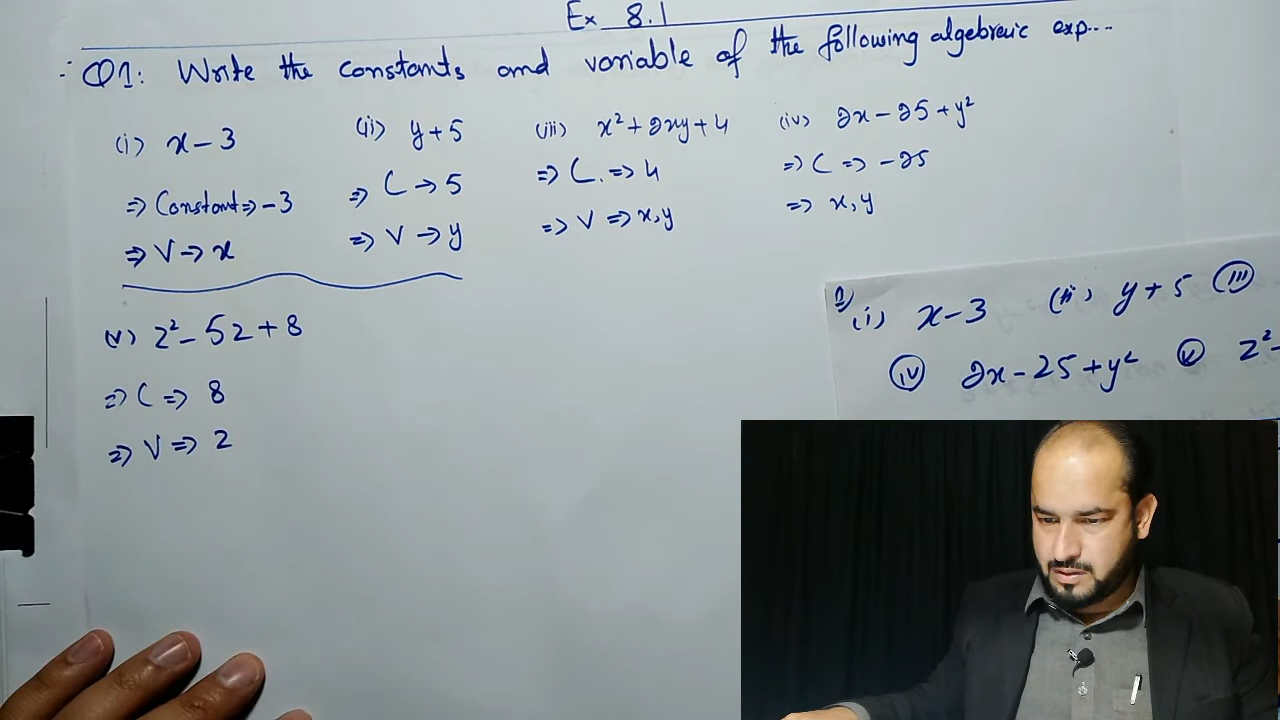 Ex 8.1
Q1: Write the constants and variable of the following algebreic exp...
(i) x - 3
⇒ Constant ⇒ -3
⇒ V → x
(ii) y + 5
⇒ C → 5
⇒ V → y
(iii) x² + 2xy + 4
⇒ C. ⇒ 4
⇒ V ⇒ x, y
(iv) 2x - 25 + y²
⇒ C ⇒ -25
⇒ x, y
(v) z² - 5z + 8
⇒ C ⇒ 8
⇒ V ⇒ z
(i) x - 3 (ii) y + 5 (iii)
(iv) 2x - 25 + y² (v) z² -